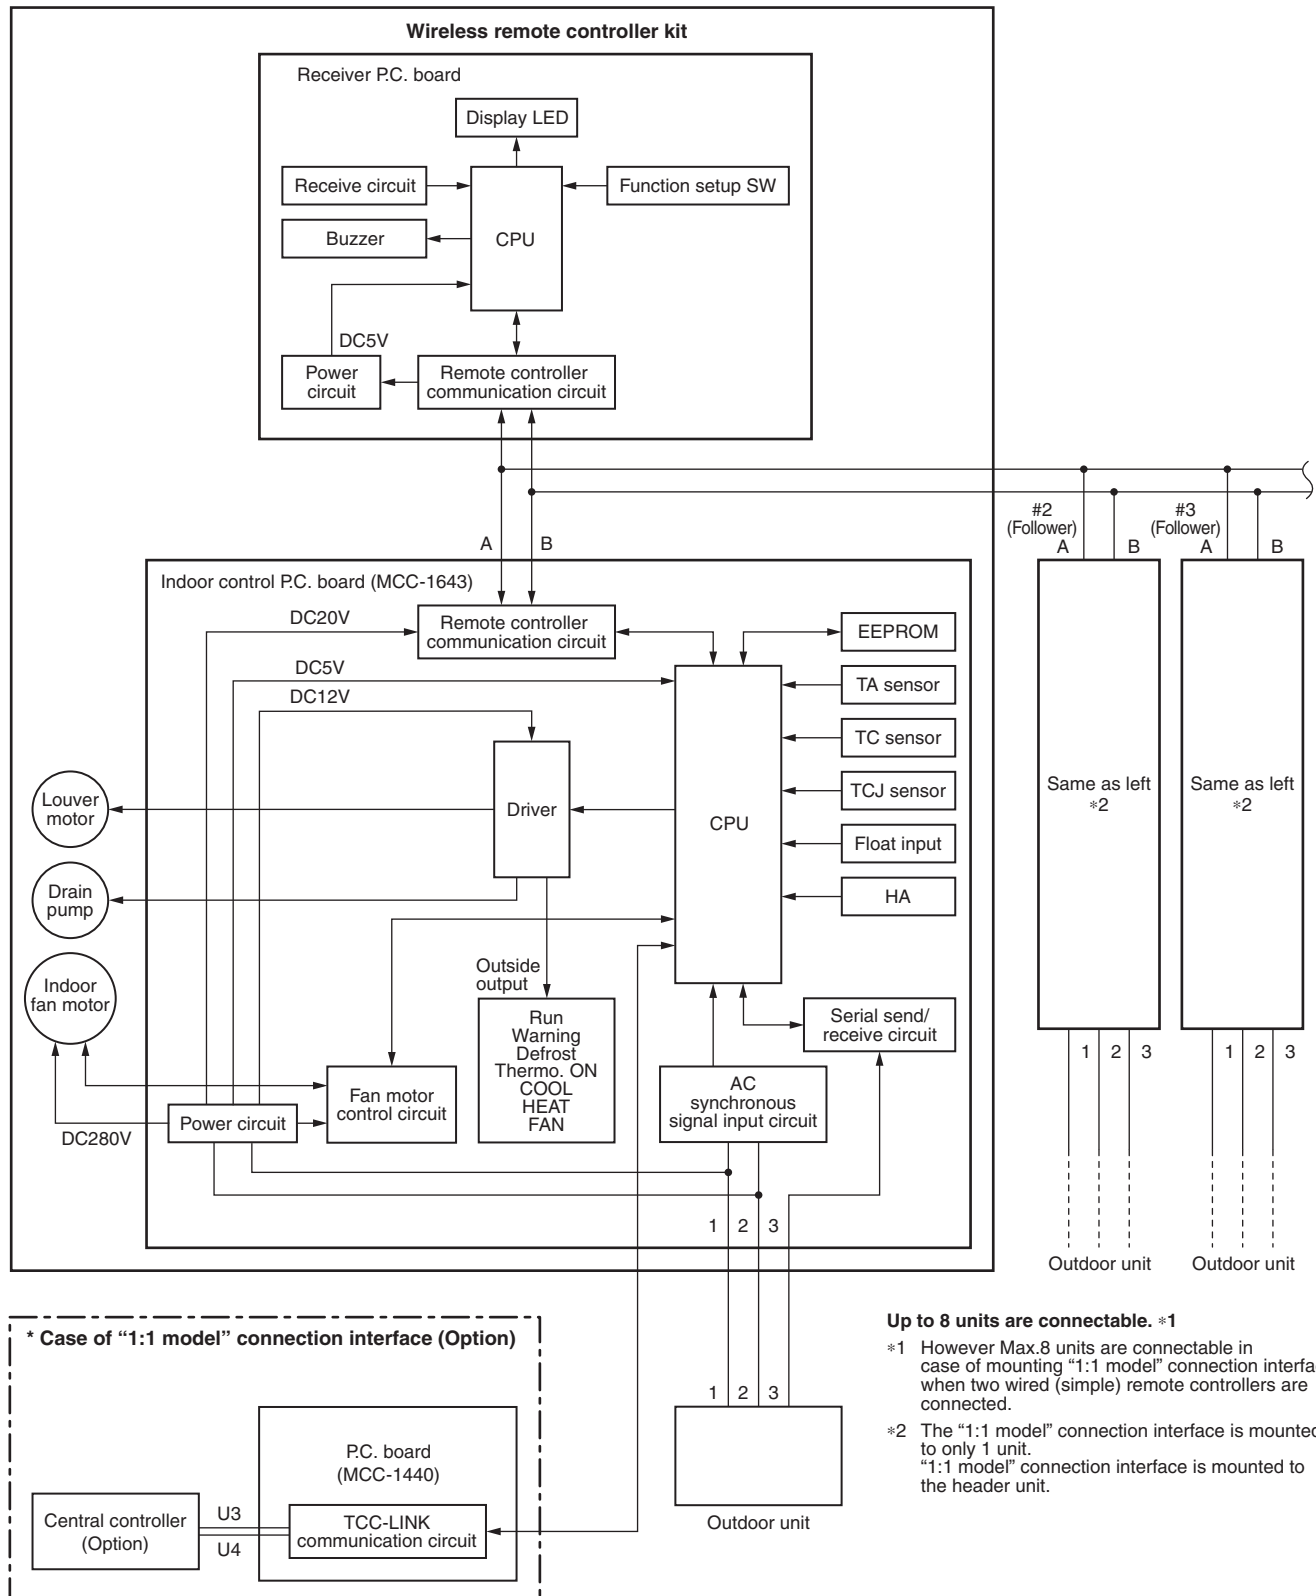 Wireless remote controller kit
Receiver P.C. board
Display LED
Receive circuit
Function setup SW
Buzzer
CPU
DC5V
Power
circuit
Remote controller
communication circuit
#2
(Follower)
#3
(Follower)
A
B
A
B
A
B
Indoor control P.C. board (MCC-1643)
DC20V
Remote controller
communication circuit
EEPROM
DC5V
TA sensor
DC12V
TC sensor
Louver
motor
Driver
CPU
TCJ sensor
Same as left
*2
Same as left
*2
Float input
Drain
pump
HA
Indoor
fan motor
Outside
output
Run
Warning
Defrost
Thermo. ON
COOL
HEAT
FAN
Serial send/
receive circuit
1
2
3
1
2
3
Fan motor
control circuit
AC
synchronous
signal input circuit
Power circuit
DC280V
1
2
3
Outdoor unit
Outdoor unit
* Case of “1:1 model” connection interface (Option)
Up to 8 units are connectable. *1
*1 However Max.8 units are connectable in
case of mounting “1:1 model” connection interfa
when two wired (simple) remote controllers are
connected.
*2 The “1:1 model” connection interface is mounted
to only 1 unit.
“1:1 model” connection interface is mounted to
the header unit.
1
2
3
Outdoor unit
P.C. board
(MCC-1440)
Central controller
(Option)
U3
U4
TCC-LINK
communication circuit